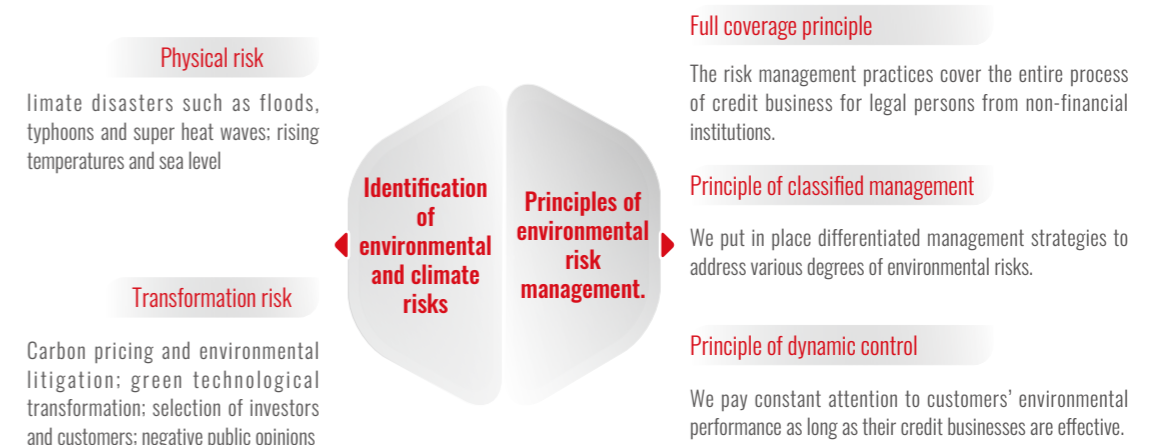 Physical risk
limate disasters such as floods,
typhoons and super heat waves; rising
temperatures and sea level
Transformation risk
Carbon pricing and environmental
litigation; green technological
transformation; selection of investors
and customers; negative public opinions
Identification
of
environmental
and climate
risks
Principles of
environmental
risk
management.
Full coverage principle
The risk management practices cover the entire process
of credit business for legal persons from non-financial
institutions.
Principle of classified management
We put in place differentiated management strategies to
address various degrees of environmental risks.
Principle of dynamic control
We pay constant attention to customers’ environmental
performance as long as their credit businesses are effective.